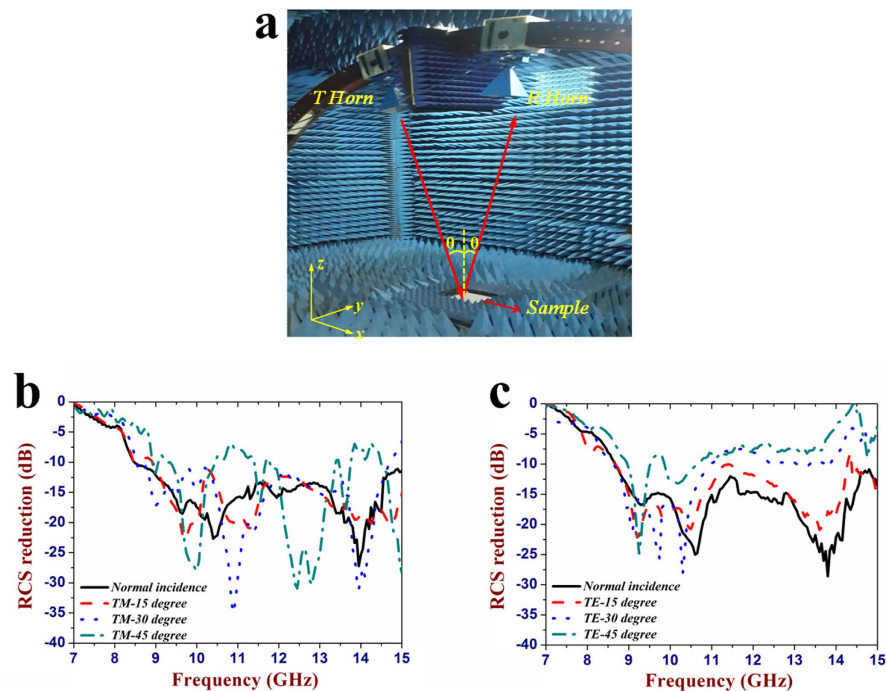 a
T Horn
R Horn
θ θ
z
y
x
Sample
b
0
-5
-10
-15
-20
-25
-30
-35
-40
7 8 9 10 11 12 13 14 15
RCS reduction (dB)
Frequency (GHz)
Normal incidence
TM-15 degree
TM-30 degree
TM-45 degree
c
0
-5
-10
-15
-20
-25
-30
-35
-40
7 8 9 10 11 12 13 14 15
RCS reduction (dB)
Frequency (GHz)
Normal incidence
TE-15 degree
TE-30 degree
TE-45 degree